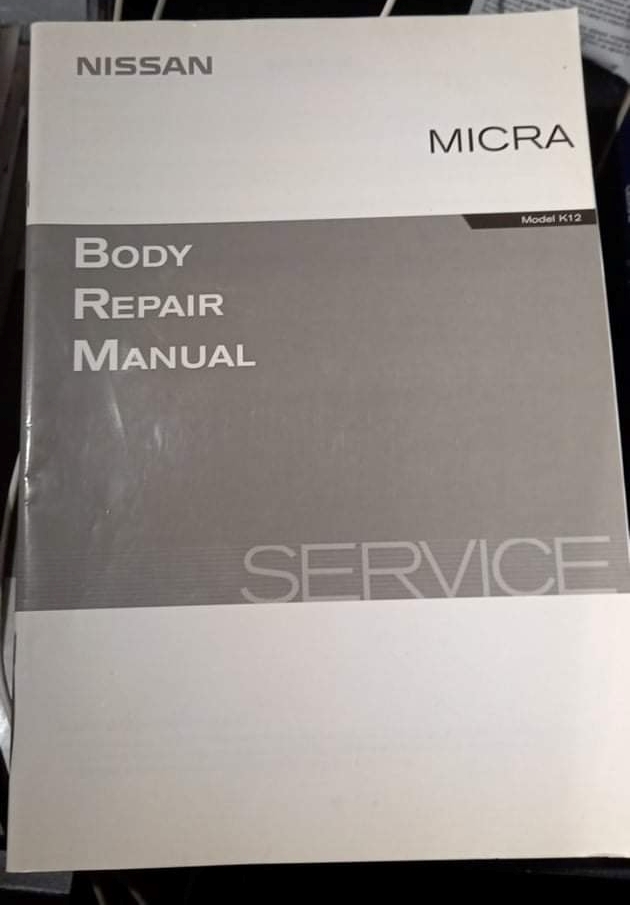 NISSAN
MICRA
Model K12
BODY
REPAIR
MANUAL
SERVICE